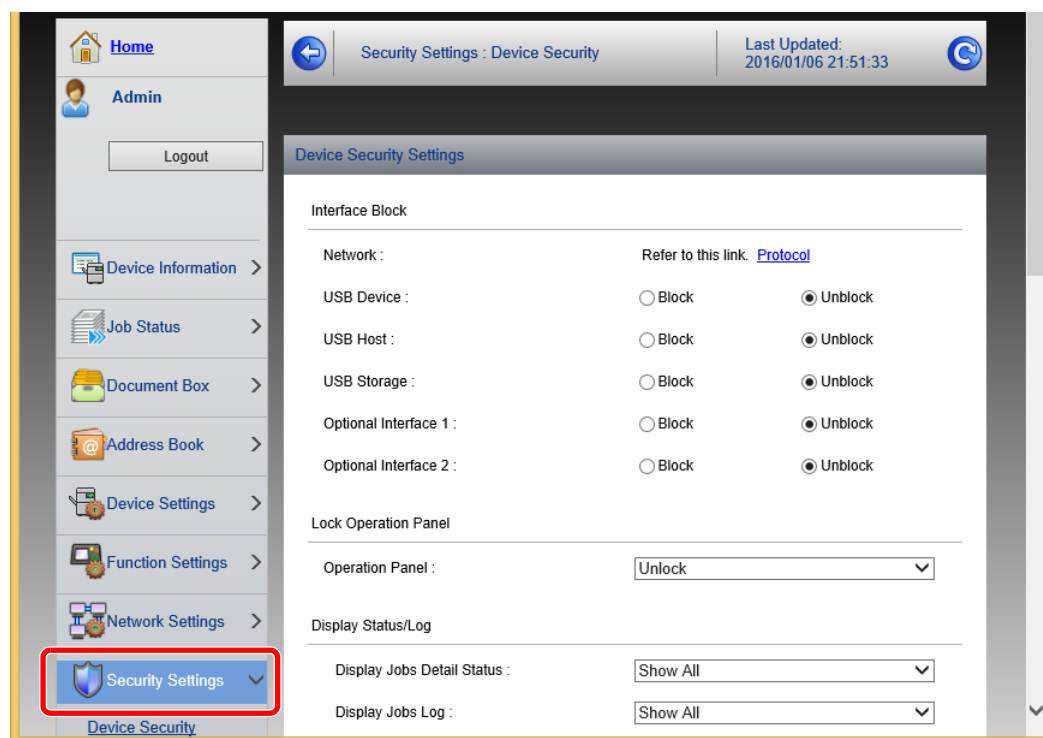 Home
Admin
Logout
Device Information
Job Status
Document Box
@
Address Book
Device Settings
Function Settings
Network Settings
Security Settings
Device Security
Security Settings : Device Security
Last Updated:
2016/01/06 21:51:33
Device Security Settings
Interface Block
Network : Refer to this link. Protocol
USB Device : Block Unblock
USB Host : Block Unblock
USB Storage : Block Unblock
Optional Interface 1 : Block Unblock
Optional Interface 2 : Block Unblock
Lock Operation Panel
Operation Panel : Unlock
Display Status/Log
Display Jobs Detail Status : Show All
Display Jobs Log : Show All